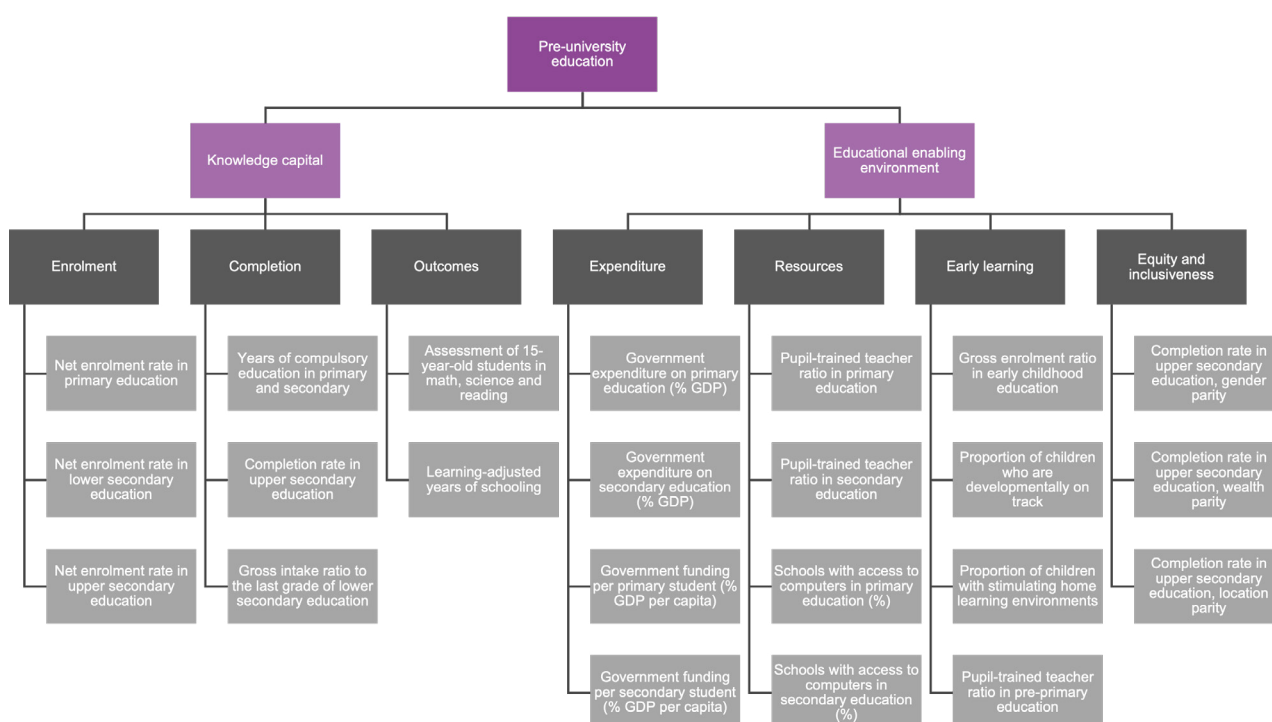 Pre-university
education
Knowledge capital
Educational enabling
environment
Enrolment
Completion
Outcomes
Expenditure
Resources
Early learning
Equity and
inclusiveness
Net enrolment rate in
primary education
Net enrolment rate in
lower secondary
education
Net enrolment rate in
upper secondary
education
Years of compulsory
education in primary
and secondary
Completion rate in
upper secondary
education
Gross intake ratio to
the last grade of lower
secondary education
Assessment of 15-
year-old students in
math, science and
reading
Learning-adjusted
years of schooling
Government
expenditure on primary
education (% GDP)
Government
expenditure on
secondary education
(% GDP)
Government funding
per primary student (%
GDP per capita)
Government funding
per secondary student
(% GDP per capita)
Pupil-trained teacher
ratio in primary
education
Pupil-trained teacher
ratio in secondary
education
Schools with access to
computers in primary
education (%)
Schools with access to
computers in
secondary education
(%)
Gross enrolment ratio
in early childhood
education
Proportion of children
who are
developmentally on
track
Proportion of children
with stimulating home
learning environments
Pupil-trained teacher
ratio in pre-primary
education
Completion rate in
upper secondary
education, gender
parity
Completion rate in
upper secondary
education, wealth
parity
Completion rate in
upper secondary
education, location
parity